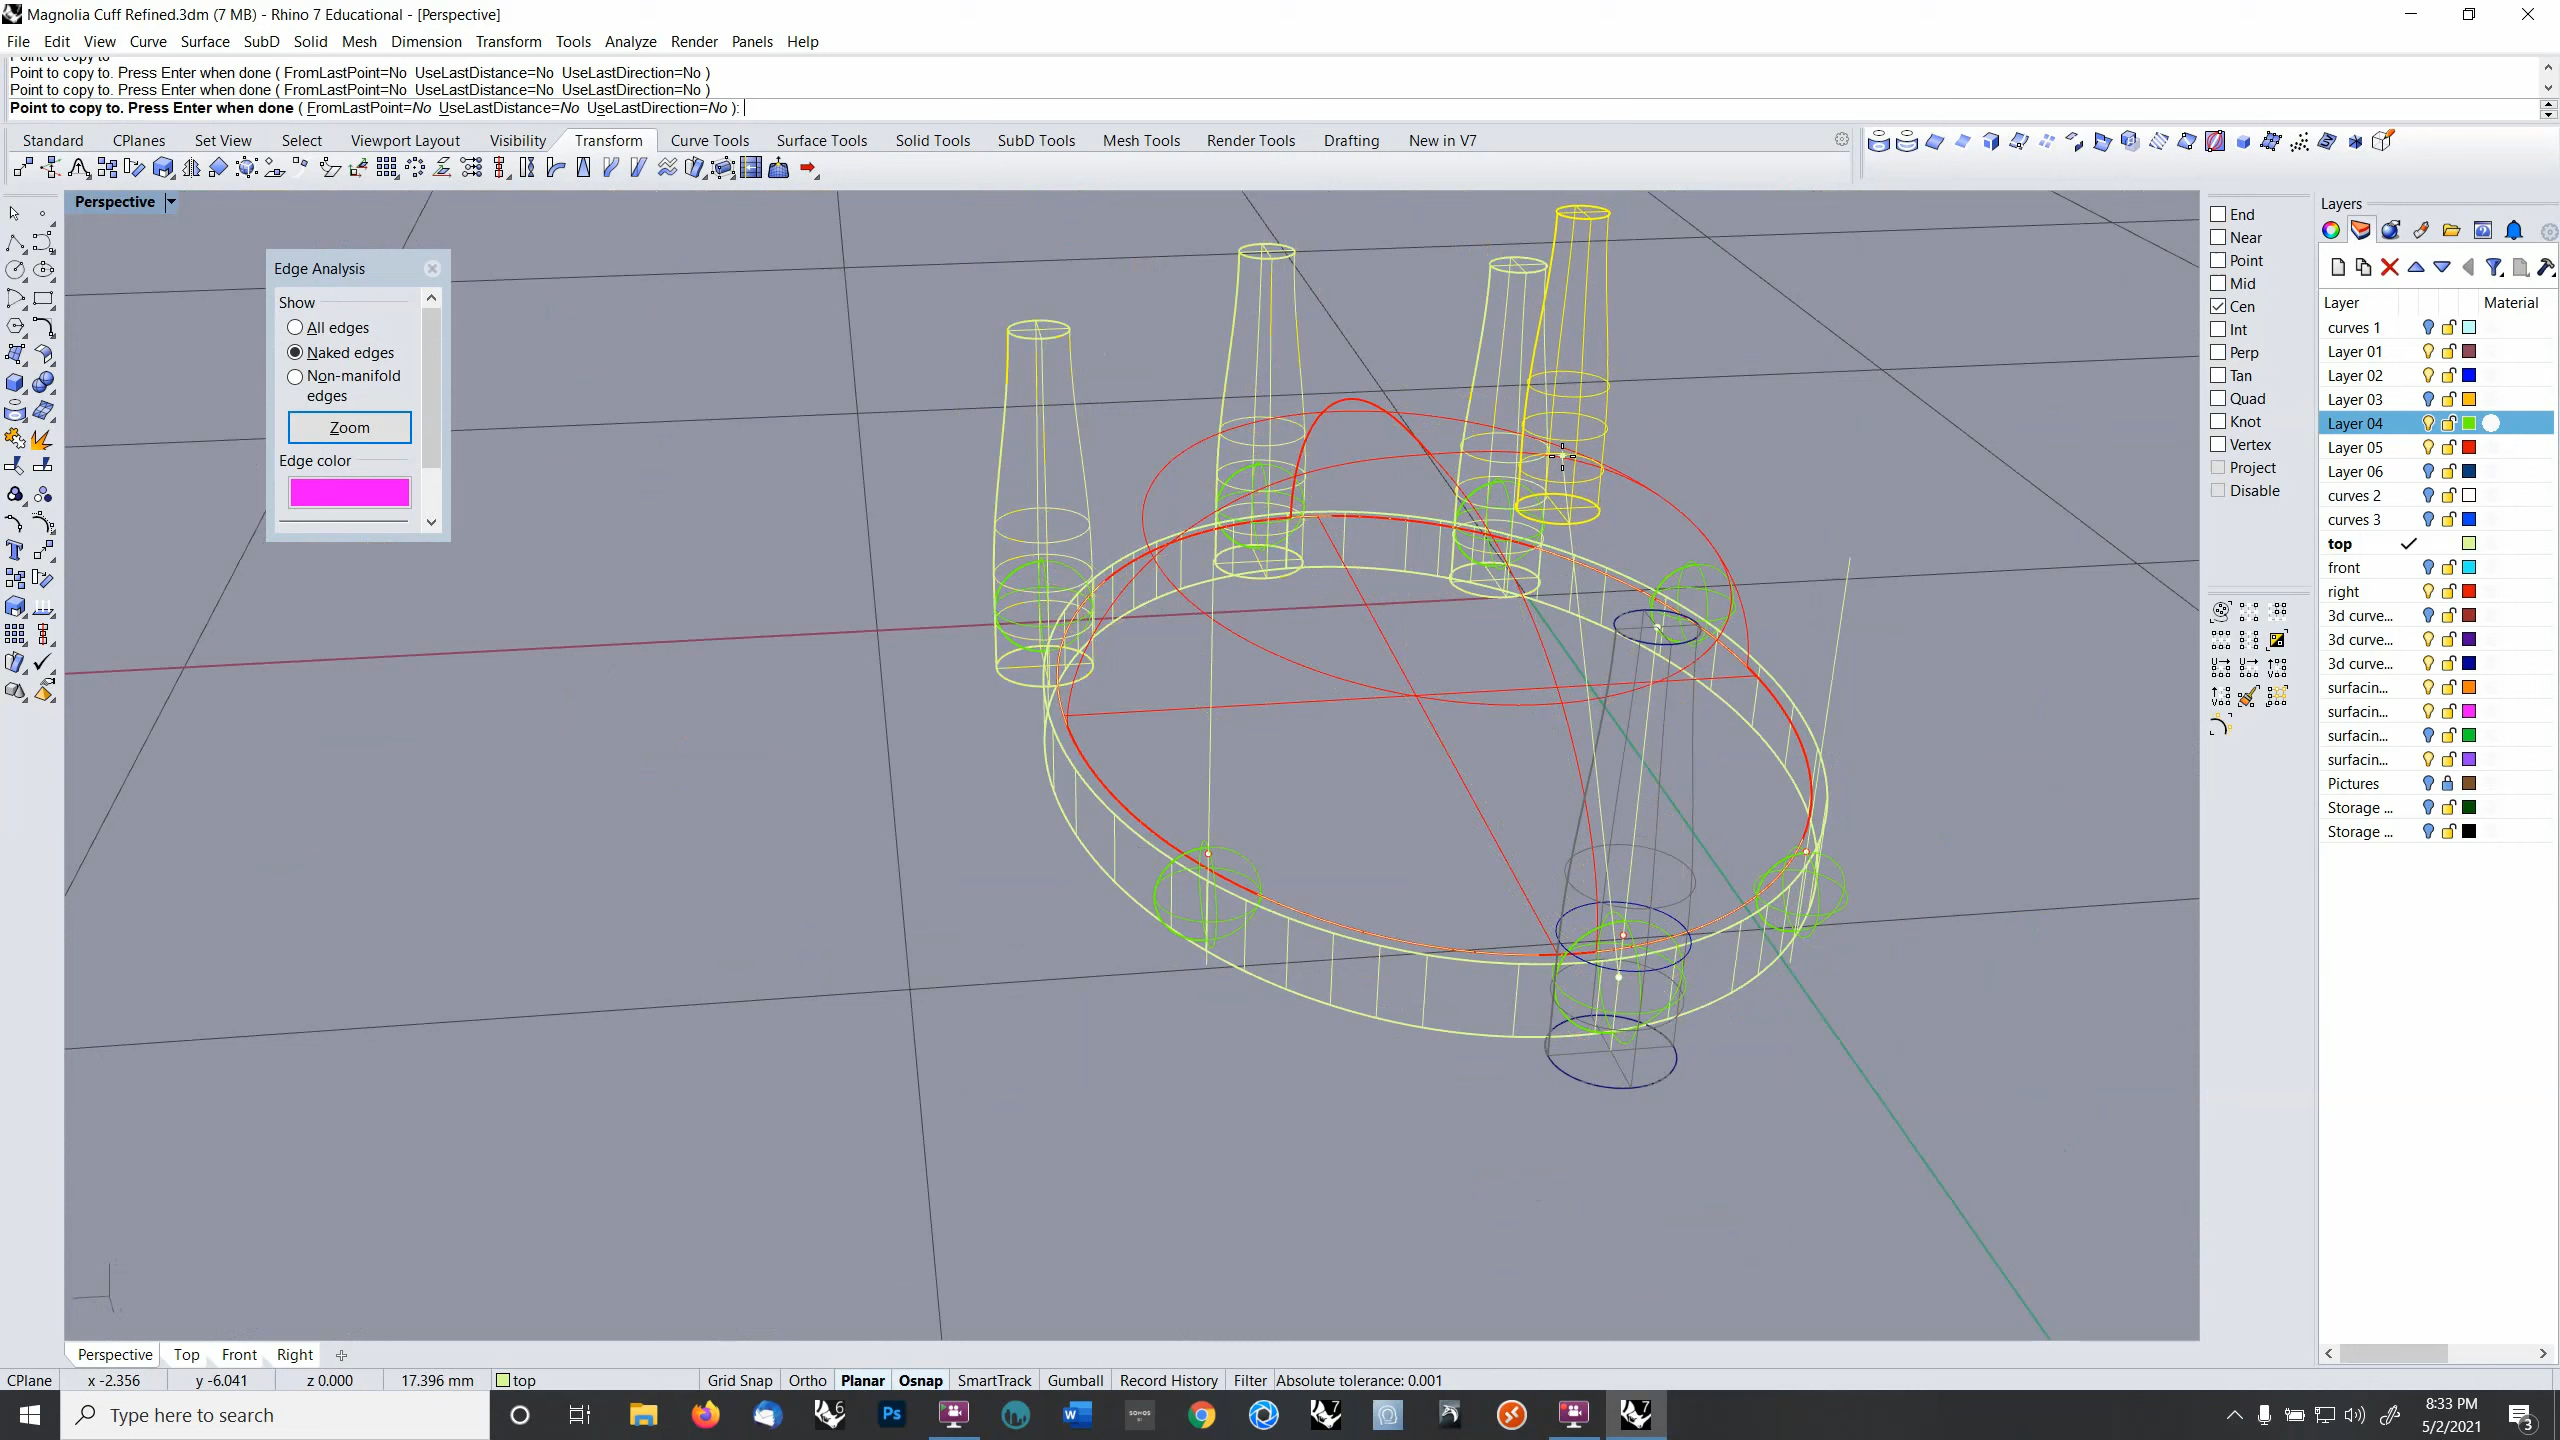 Magnolia Cuff Refined.3dm (7 MB) - Rhino 7 Educational - [Perspective]
File Edit View Curve Surface SubD Solid Mesh Dimension Transform Tools Analyze Render Panels Help
Point to copy to
Point to copy to. Press Enter when done ( FromLastPoint=No UseLastDistance=No UseLastDirection=No )
Point to copy to. Press Enter when done ( FromLastPoint=No UseLastDistance=No UseLastDirection=No )
Point to copy to. Press Enter when done ( FromLastPoint=No UseLastDistance=No UseLastDirection=No ):
Standard CPlanes Set View Select Viewport Layout Visibility Transform Curve Tools Surface Tools Solid Tools SubD Tools Mesh Tools Render Tools Drafting New in V7
Perspective
Edge Analysis
Show
All edges
Naked edges
Non-manifold
edges
Zoom
Edge color
End
Near
Point
Mid
Cen
Int
Perp
Tan
Quad
Knot
Vertex
Project
Disable
Layers
Layer Material
curves 1
Layer 01
Layer 02
Layer 03
Layer 04
Layer 05
Layer 06
curves 2
curves 3
top
front
right
3d curve...
3d curve...
3d curve...
surfacin...
surfacin...
surfacin...
surfacin...
Pictures
Storage ...
Storage ...
Perspective Top Front Right
CPlane x -2.356 y -6.041 z 0.000 17.396 mm top Grid Snap Ortho Planar Osnap SmartTrack Gumball Record History Filter Absolute tolerance: 0.001
Type here to search
6
Ps
SONOS
7
7
8:33 PM
5/2/2021
3